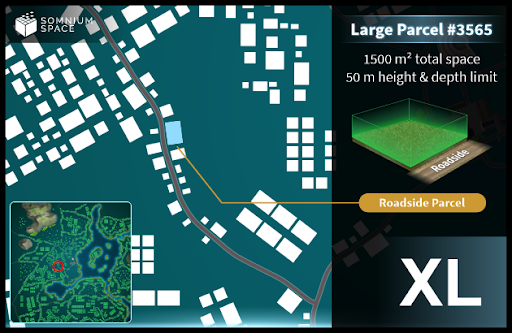 SOMNIUM
SPACE
Large Parcel #3565
1500 m² total space
50 m height & depth limit
Roadside
Roadside Parcel
XL